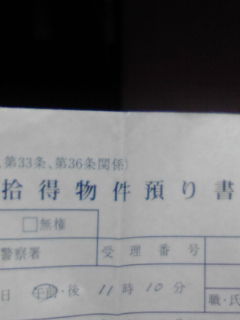 、第33条、第36条関係)
拾得物件預り書
□無権
警察署 受理番号
日 午前・後 11時10分
職・氏